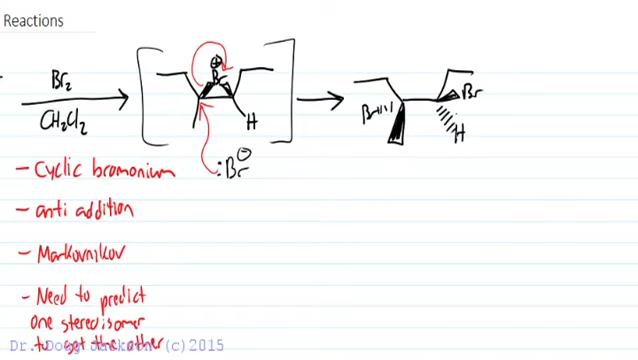 Reactions
Br2
CH2Cl2
⊕
Br
H
:Br⊖
Br
Br
H
- Cyclic bromonium
- anti addition
- Markovnikov
- Need to predict
one stereoisomer
to get the other
Dr. Doug Jackson (c)2015